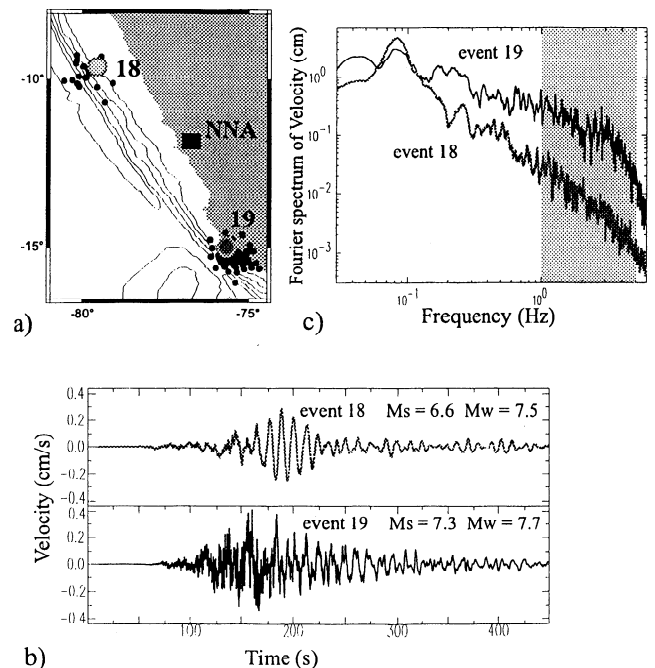 a)
-10°
-15°
-80°
-75°
18
NNA
19
c)
Fourier spectrum of Velocity (cm)
10⁰
10⁻¹
10⁻²
10⁻³
event 19
event 18
10⁻¹
10⁰
Frequency (Hz)
b)
Velocity (cm/s)
0.4
0.2
0.0
-0.2
-0.4
event 18 Ms = 6.6 Mw = 7.5
0.4
0.2
0.0
-0.2
-0.4
event 19 Ms = 7.3 Mw = 7.7
100
200
300
400
Time (s)